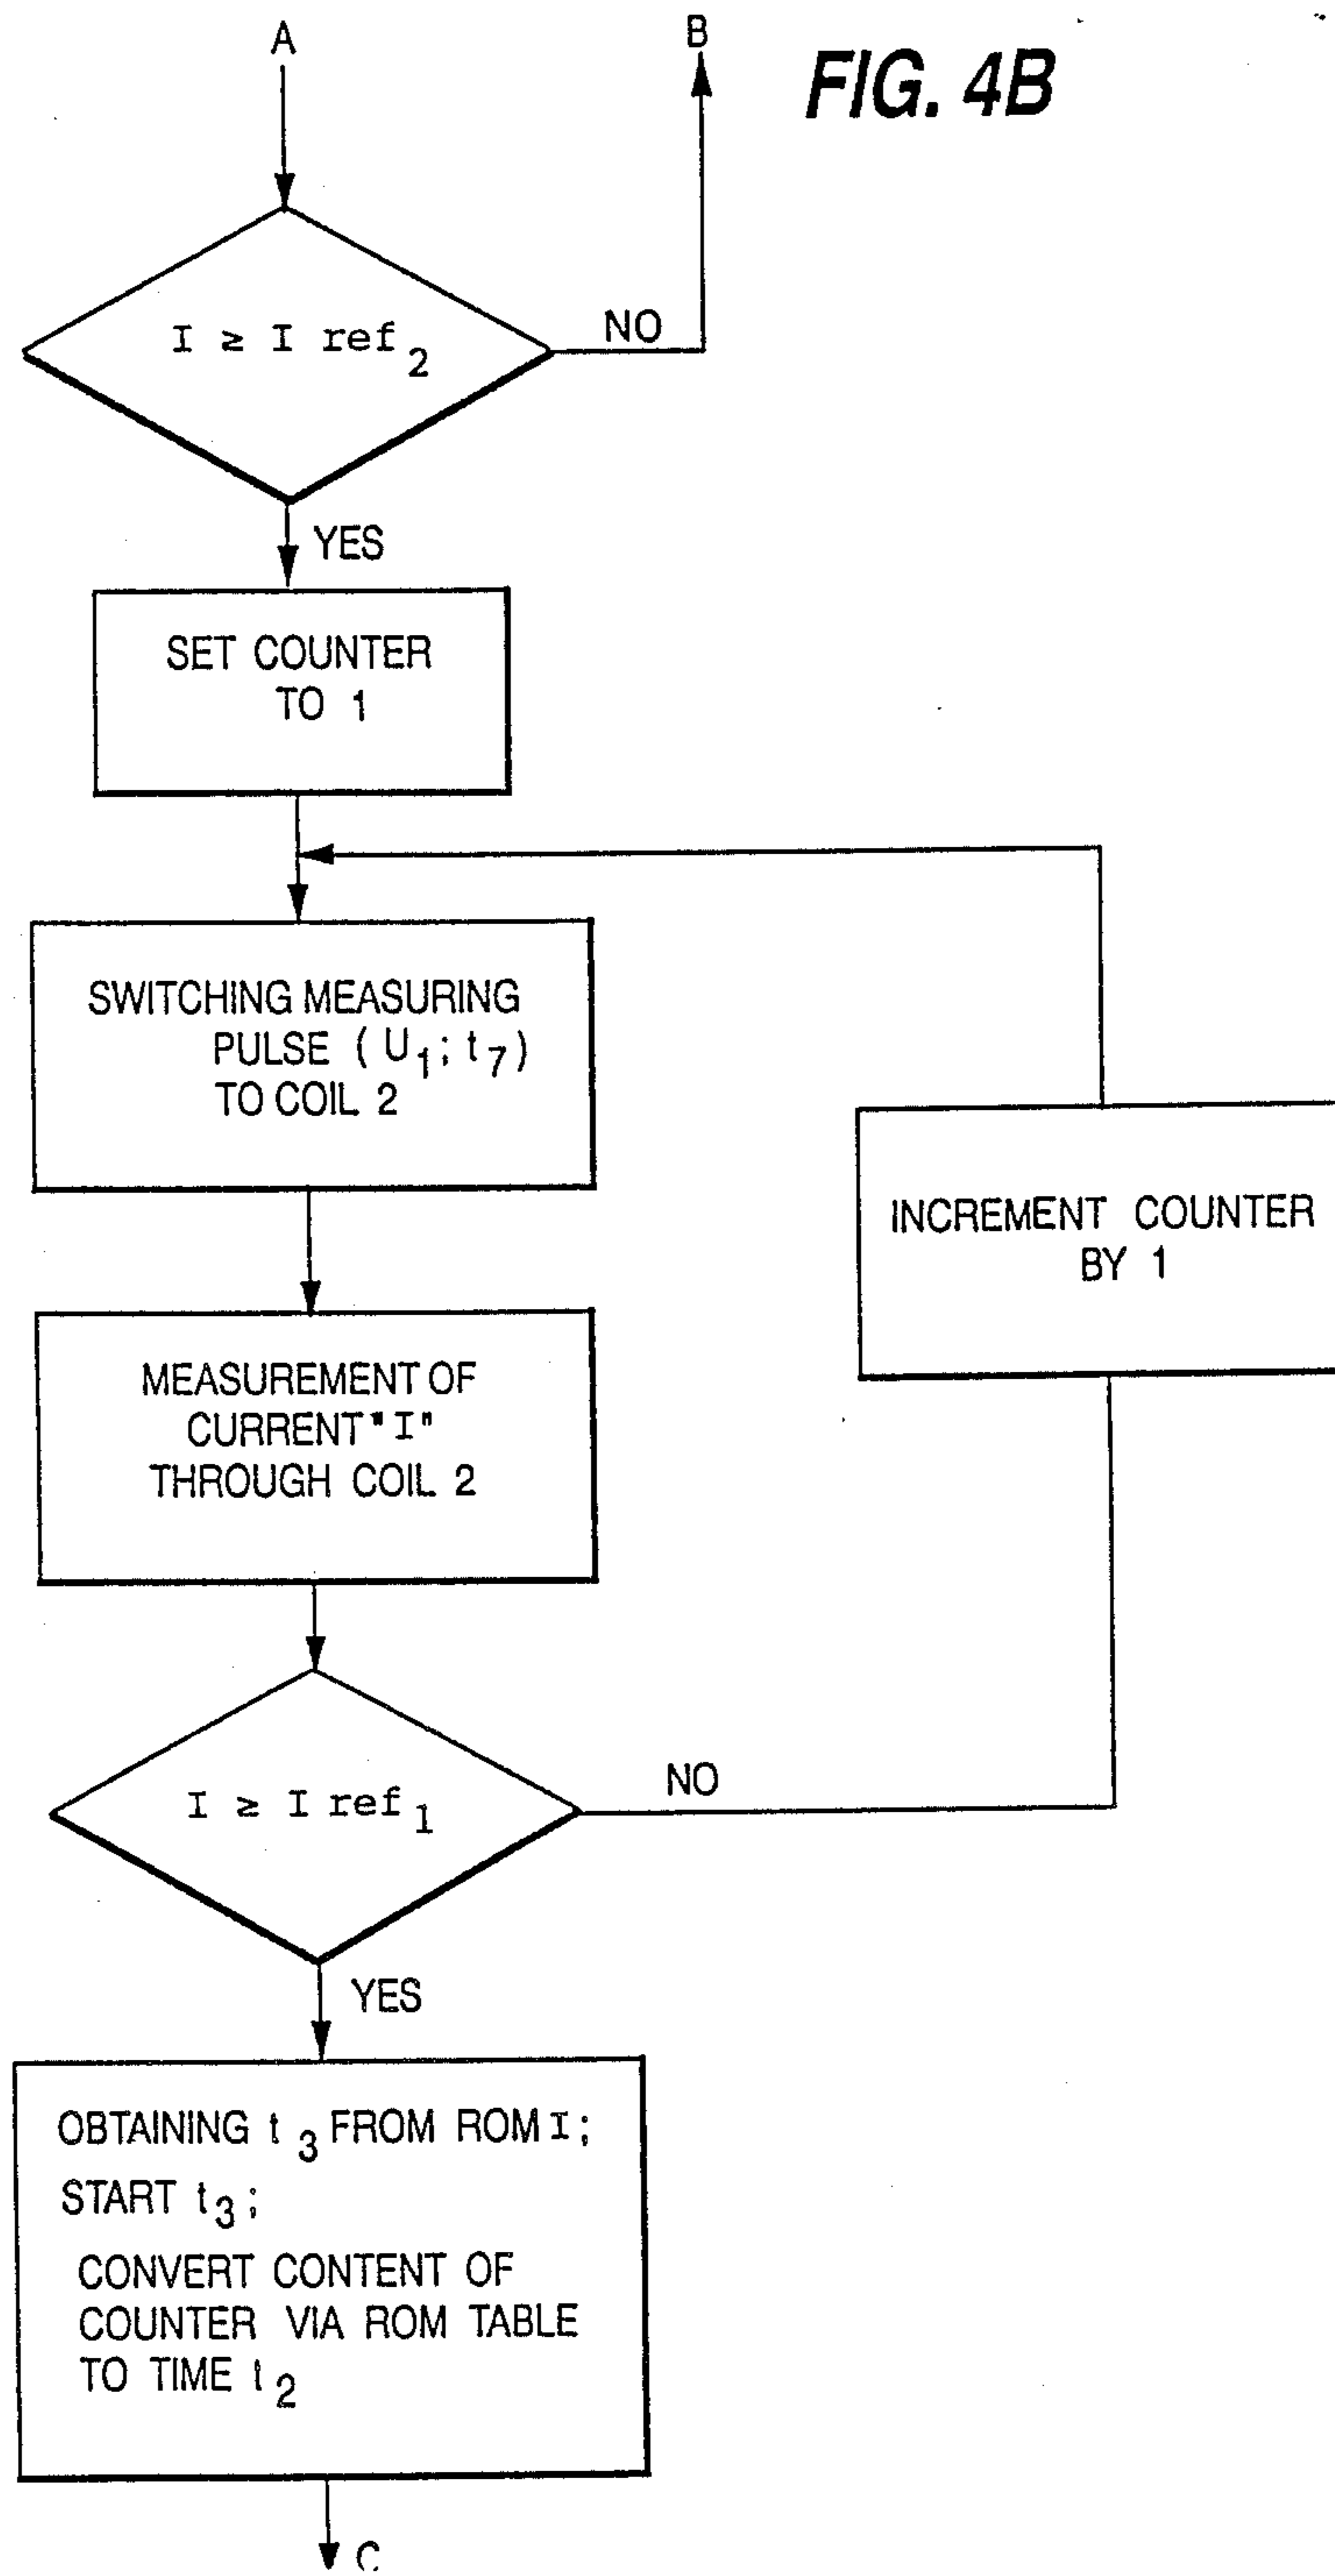 A
B
FIG. 4B
I ≥ I ref₂
NO
YES
SET COUNTER
TO 1
SWITCHING MEASURING
PULSE ( U₁; t₇)
TO COIL 2
INCREMENT COUNTER
BY 1
MEASUREMENT OF
CURRENT "I"
THROUGH COIL 2
I ≥ I ref₁
NO
YES
OBTAINING t₃ FROM ROM I;
START t₃;
CONVERT CONTENT OF
COUNTER VIA ROM TABLE
TO TIME t₂
C